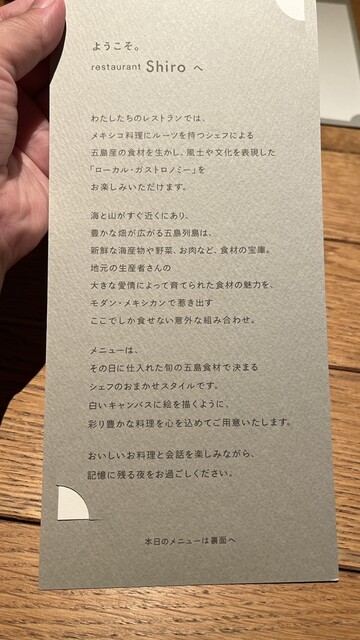 ようこそ。
restaurant Shiro へ
わたしたちのレストランでは、
メキシコ料理にルーツを持つシェフによる
五島産の食材を生かし、風土や文化を表現した
「ローカル・ガストロノミー」を
お楽しみいただけます。
海と山がすぐ近くにあり、
豊かな畑が広がる五島列島は、
新鮮な海産物や野菜、お肉など、食材の宝庫。
地元の生産者さんの
大きな愛情によって育てられた食材の魅力を、
モダン・メキシカンで惹き出す
ここでしか食せない意外な組み合わせ。
メニューは、
その日に仕入れた旬の五島食材で決まる
シェフのおまかせスタイルです。
白いキャンバスに絵を描くように、
彩り豊かな料理を心を込めてご用意いたします。
おいしいお料理と会話を楽しみながら、
記憶に残る夜をお過ごしください。
本日のメニューは裏面へ